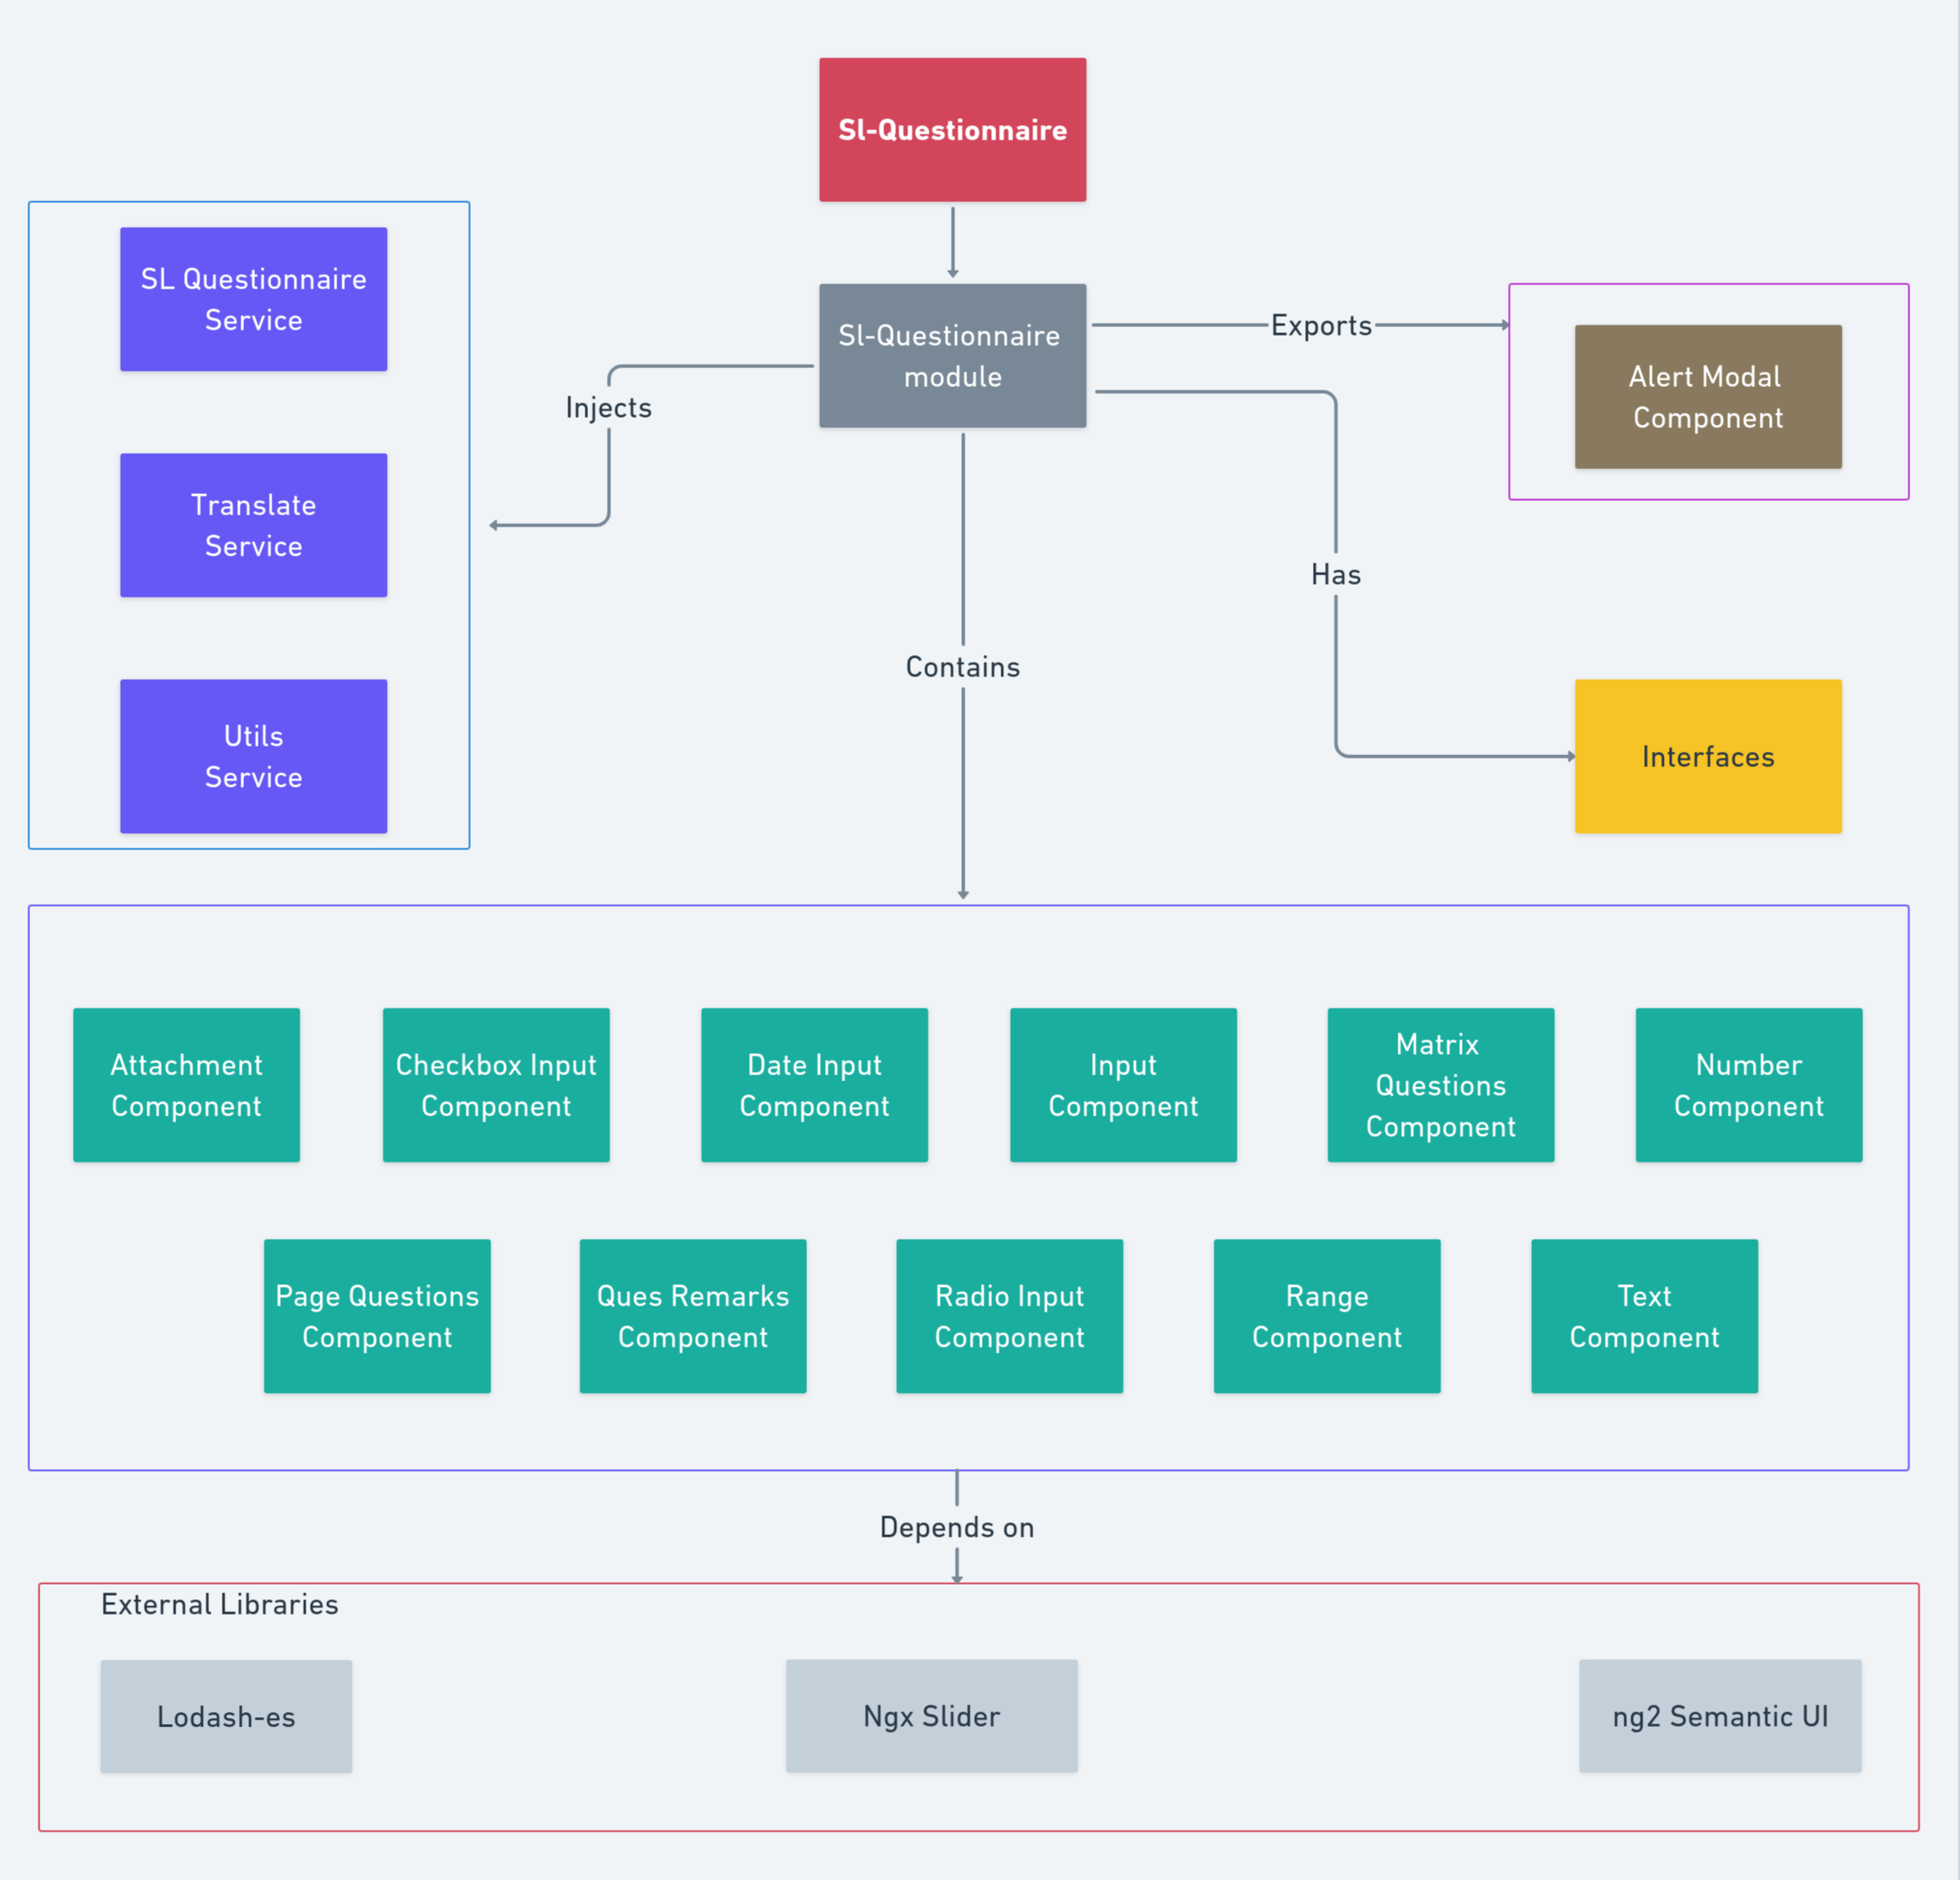 Sl-Questionnaire
SL Questionnaire
Service
Sl-Questionnaire
module
Exports
Alert Modal
Component
Injects
Translate
Service
Has
Contains
Utils
Service
Interfaces
Attachment
Component
Checkbox Input
Component
Date Input
Component
Input
Component
Matrix
Questions
Component
Number
Component
Page Questions
Component
Ques Remarks
Component
Radio Input
Component
Range
Component
Text
Component
Depends on
External Libraries
Lodash-es
Ngx Slider
ng2 Semantic UI